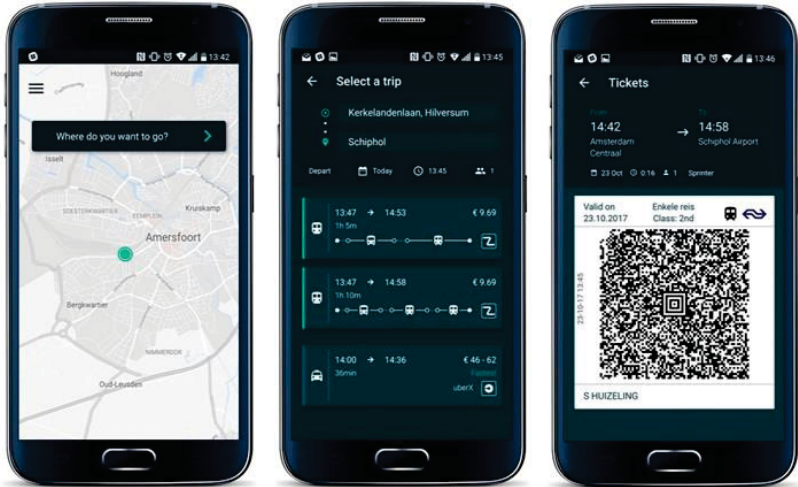 13:42
Hoogland
Where do you want to go?
Isselt
SOESTERKWARTIER
EEMPLEIN
Kruiskamp
Amersfoort
Bergkwartier
NIMMERDOR
Oud-Leusden
13:45
Select a trip
Kerkelandenlaan, Hilversum
Schiphol
Depart Today 13:45 1
13:47 → 14:53 € 9.69
1h 5m
13:47 → 14:58 € 9.69
1h 10m
14:00 → 14:36 € 46 - 62
36min Fastest
uberX
13:46
Tickets
From To
14:42 → 14:58
Amsterdam Centraal Schiphol Airport
23 Oct 0:16 1 Sprinter
Valid on Enkele reis
23.10.2017 Class: 2nd
23-10-17 13:45
S HUIZELING